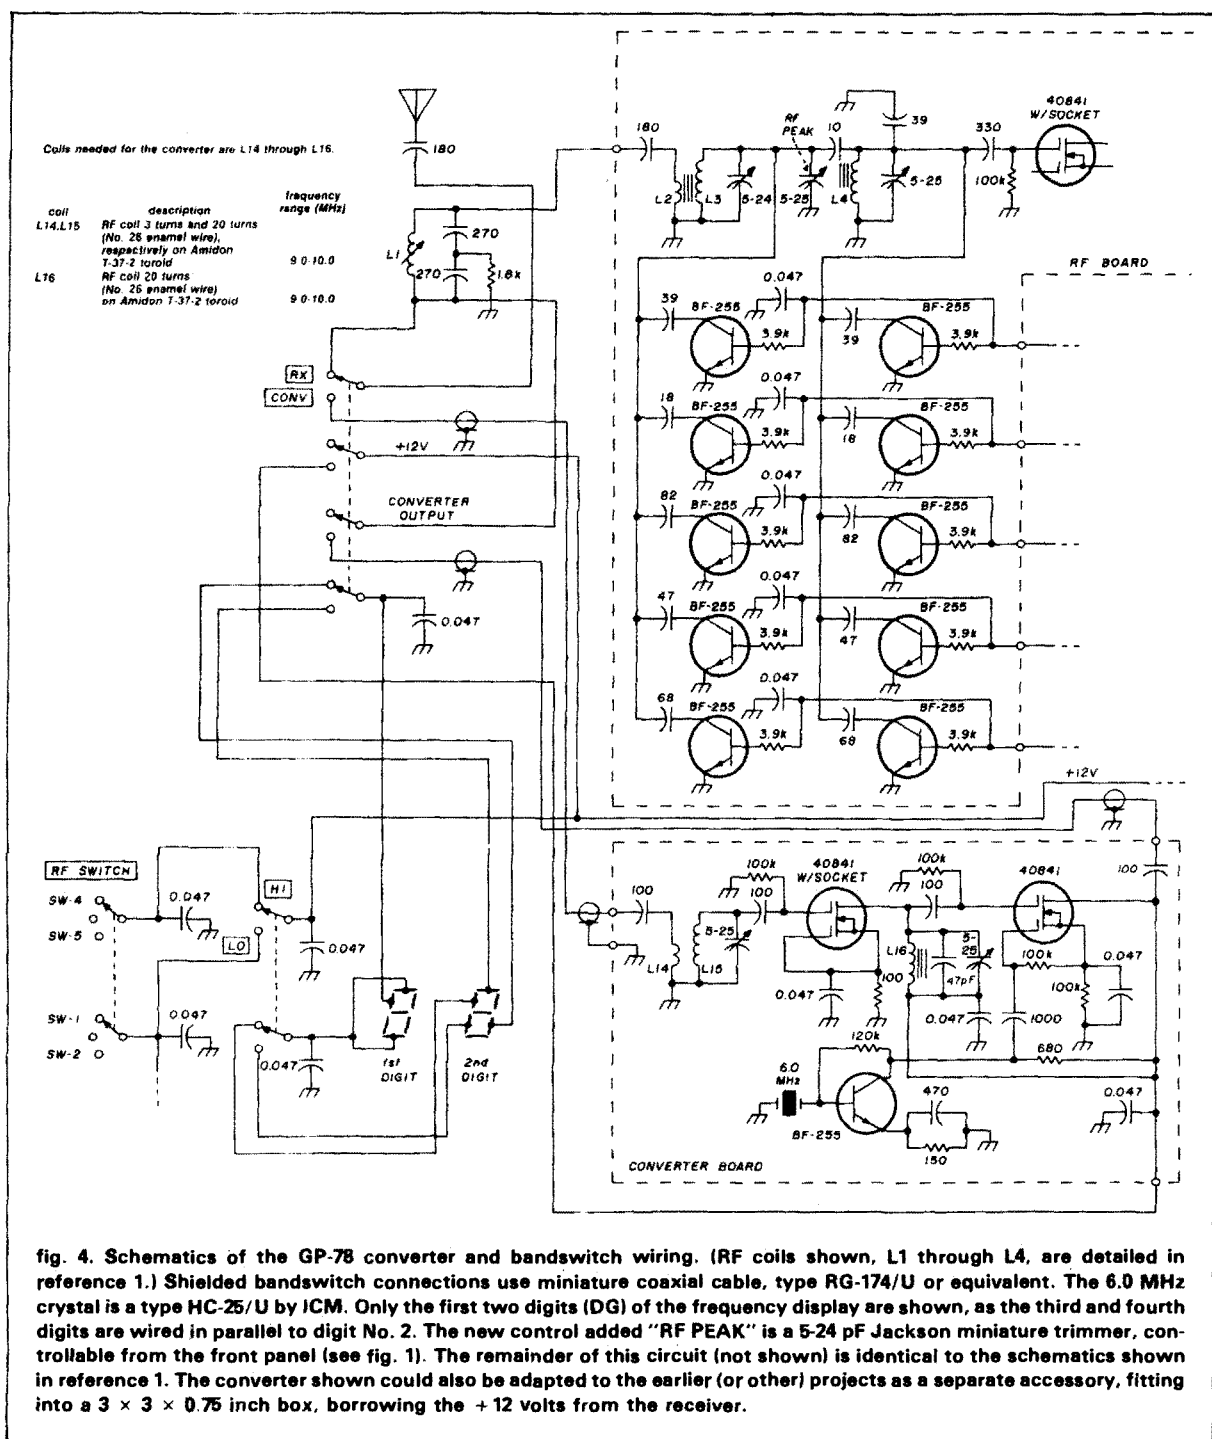 Coils needed for the converter are L14 through L16.
coil description frequency range (MHz)
L14,L15 RF coil 3 turns and 20 turns
(No. 26 enamel wire),
respectively on Amidon
T-37-2 toroid 9.0-10.0
L16 RF coil 20 turns
(No. 26 enamel wire)
on Amidon T-37-2 toroid 9.0-10.0
180
L1
270
270
1.8k
RX
CONV
+12V
CONVERTER
OUTPUT
0.047
180
L2
L3
5-24
RF
PEAK
5-25
10
L4
39
5-25
330
100k
40841
W/SOCKET
RF BOARD
39
BF-255
0.047
3.9k
39
BF-255
3.9k
18
BF-255
0.047
3.9k
18
BF-255
3.9k
82
BF-255
0.047
3.9k
82
BF-255
3.9k
47
BF-255
0.047
3.9k
47
BF-255
3.9k
68
BF-255
0.047
3.9k
68
BF-255
3.9k
+12V
RF SWITCH
SW-4
SW-5
0.047
HI
LO
0.047
SW-1
SW-2
0.047
0.047
1st
DIGIT
2nd
DIGIT
100
L14
L15
5-25
100
100k
40841
W/SOCKET
0.047
100
100k
100
L16
47pF
5-
25
0.047
40841
100k
100k
0.047
1000
680
100
120k
6.0
MHz
BF-255
470
150
0.047
CONVERTER BOARD
fig. 4. Schematics of the GP-78 converter and bandswitch wiring. (RF coils shown, L1 through L4, are detailed in
reference 1.) Shielded bandswitch connections use miniature coaxial cable, type RG-174/U or equivalent. The 6.0 MHz
crystal is a type HC-25/U by ICM. Only the first two digits (DG) of the frequency display are shown, as the third and fourth
digits are wired in parallel to digit No. 2. The new control added "RF PEAK" is a 5-24 pF Jackson miniature trimmer, con-
trollable from the front panel (see fig. 1). The remainder of this circuit (not shown) is identical to the schematics shown
in reference 1. The converter shown could also be adapted to the earlier (or other) projects as a separate accessory, fitting
into a 3 × 3 × 0.75 inch box, borrowing the +12 volts from the receiver.